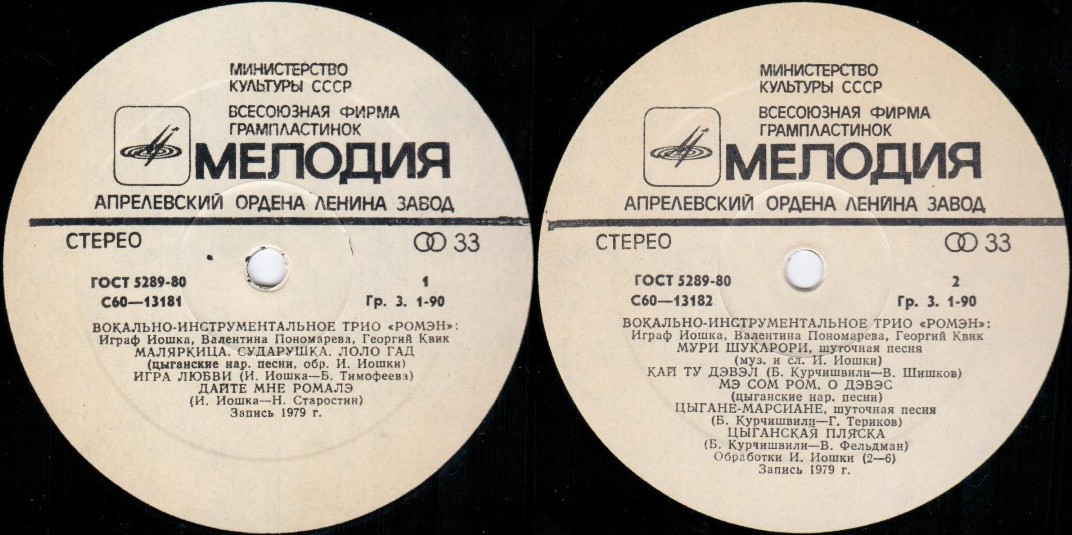 МИНИСТЕРСТВО
КУЛЬТУРЫ СССР
ВСЕСОЮЗНАЯ ФИРМА
ГРАМПЛАСТИНОК
МЕЛОДИЯ
АПРЕЛЕВСКИЙ ОРДЕНА ЛЕНИНА ЗАВОД
СТЕРЕО 33
ГОСТ 5289-80 1
С60—13181 Гр. 3. 1-90
ВОКАЛЬНО-ИНСТРУМЕНТАЛЬНОЕ ТРИО «РОМЭН»:
Играф Иошка, Валентина Пономарева, Георгий Квик
МАЛЯРКИЦА. СУДАРУШКА. ЛОЛО ГАД
(цыганские нар. песни, обр. И. Иошки)
ИГРА ЛЮБВИ (И. Иошка—Б. Тимофеева)
ДАЙТЕ МНЕ РОМАЛЭ
(И. Иошка—Н. Старостин)
Запись 1979 г.
МИНИСТЕРСТВО
КУЛЬТУРЫ СССР
ВСЕСОЮЗНАЯ ФИРМА
ГРАМПЛАСТИНОК
МЕЛОДИЯ
АПРЕЛЕВСКИЙ ОРДЕНА ЛЕНИНА ЗАВОД
СТЕРЕО 33
ГОСТ 5289-80 2
С60—13182 Гр. 3. 1-90
ВОКАЛЬНО-ИНСТРУМЕНТАЛЬНОЕ ТРИО «РОМЭН»:
Играф Иошка, Валентина Пономарева, Георгий Квик
МУРИ ШУКАРОРИ, шуточная песня
(муз. и сл. И. Иошки)
КАЙ ТУ ДЭВЭЛ (Б. Курчишвили—В. Шишков)
МЭ СОМ РОМ. О ДЭВЭС
(цыганские нар. песни)
ЦЫГАНЕ-МАРСИАНЕ, шуточная песня
(Б. Курчишвили—Г. Териков)
ЦЫГАНСКАЯ ПЛЯСКА
(Б. Курчишвили—В. Фельдман)
Обработки И. Иошки (2—6)
Запись 1979 г.